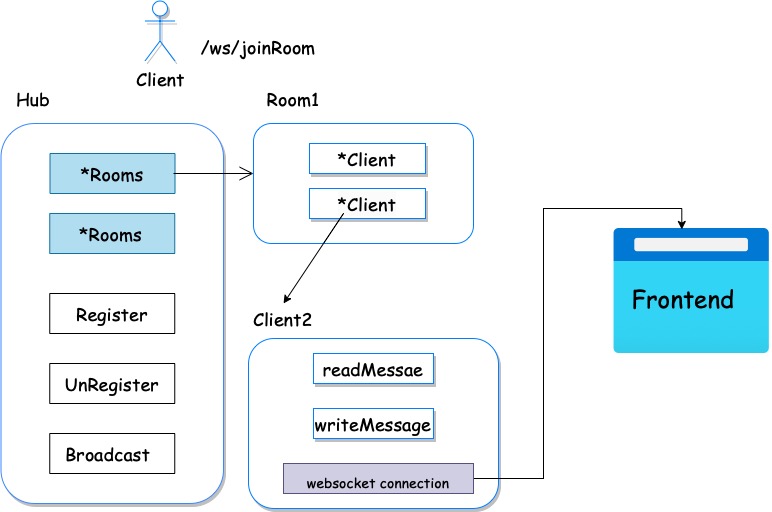 /ws/joinRoom
Client
Hub
Room1
*Rooms
*Client
*Client
*Rooms
Register
UnRegister
Broadcast
Client2
readMessae
writeMessage
websocket connection
Frontend